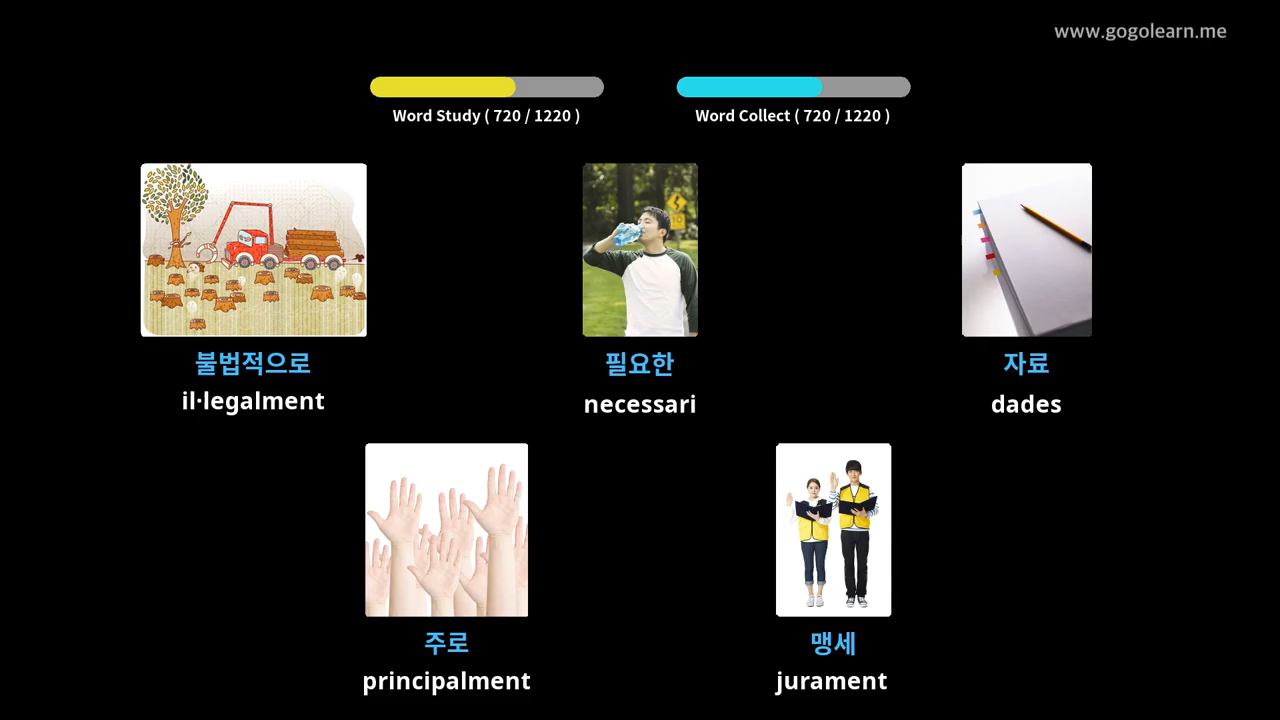 www.gogolearn.me
Word Study ( 720 / 1220 )
Word Collect ( 720 / 1220 )
불법적으로
il·legalment
필요한
necessari
자료
dades
주로
principalment
맹세
jurament